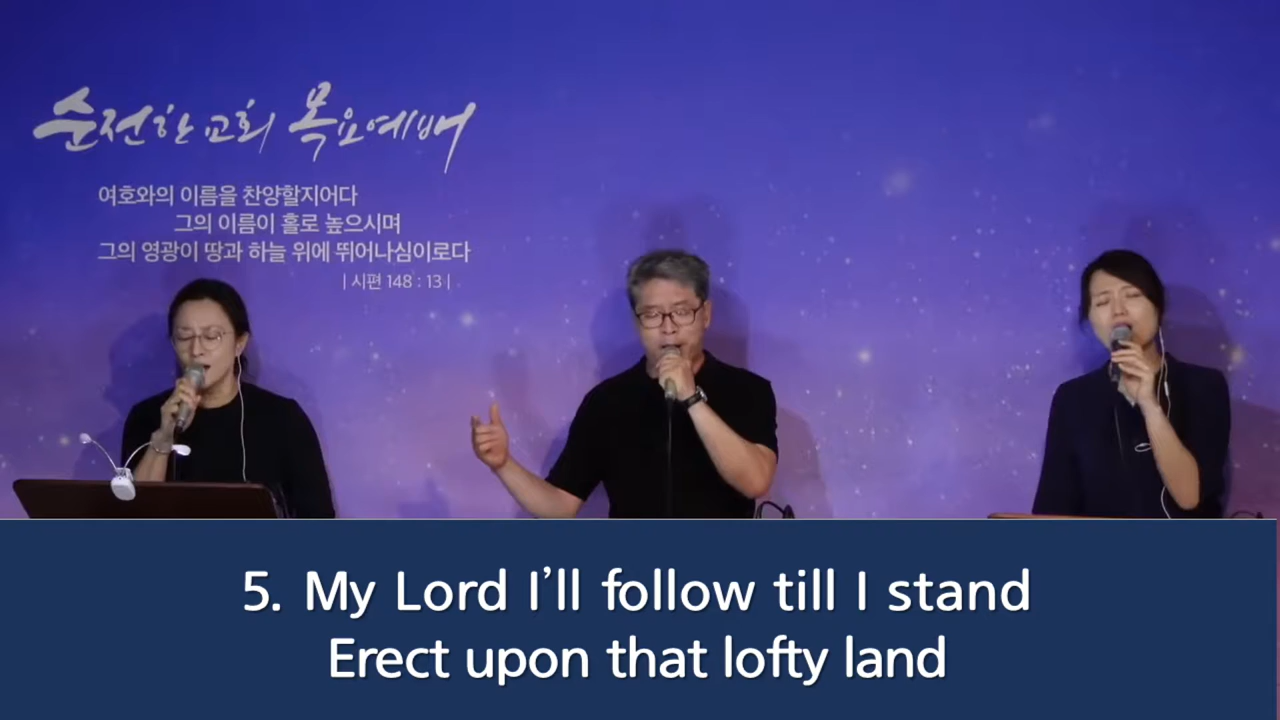 순전한 교회 목요예배
여호와의 이름을 찬양할지어다
그의 이름이 홀로 높으시며
그의 영광이 땅과 하늘 위에 뛰어나심이로다
| 시편 148 : 13 |
5. My Lord I’ll follow till I stand
Erect upon that lofty land